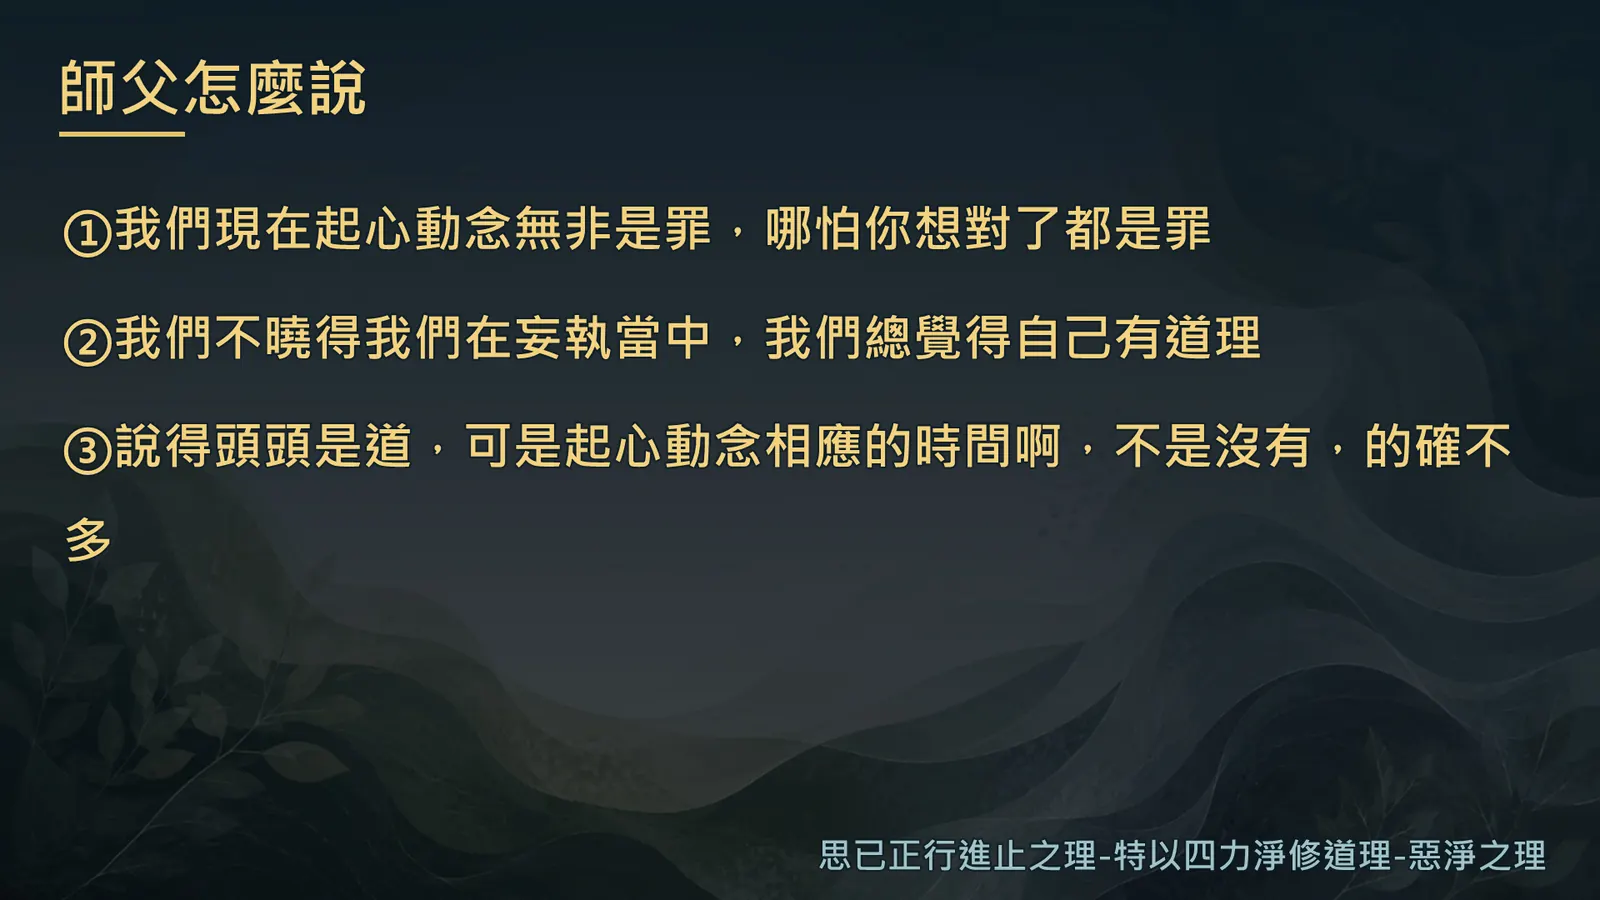 師父怎麼說
①我們現在起心動念無非是罪，哪怕你想對了都是罪
②我們不曉得我們在妄執當中，我們總覺得自己有道理
③說得頭頭是道，可是起心動念相應的時間啊，不是沒有，的確不
多
思已正行進止之理-特以四力淨修道理-惡淨之理